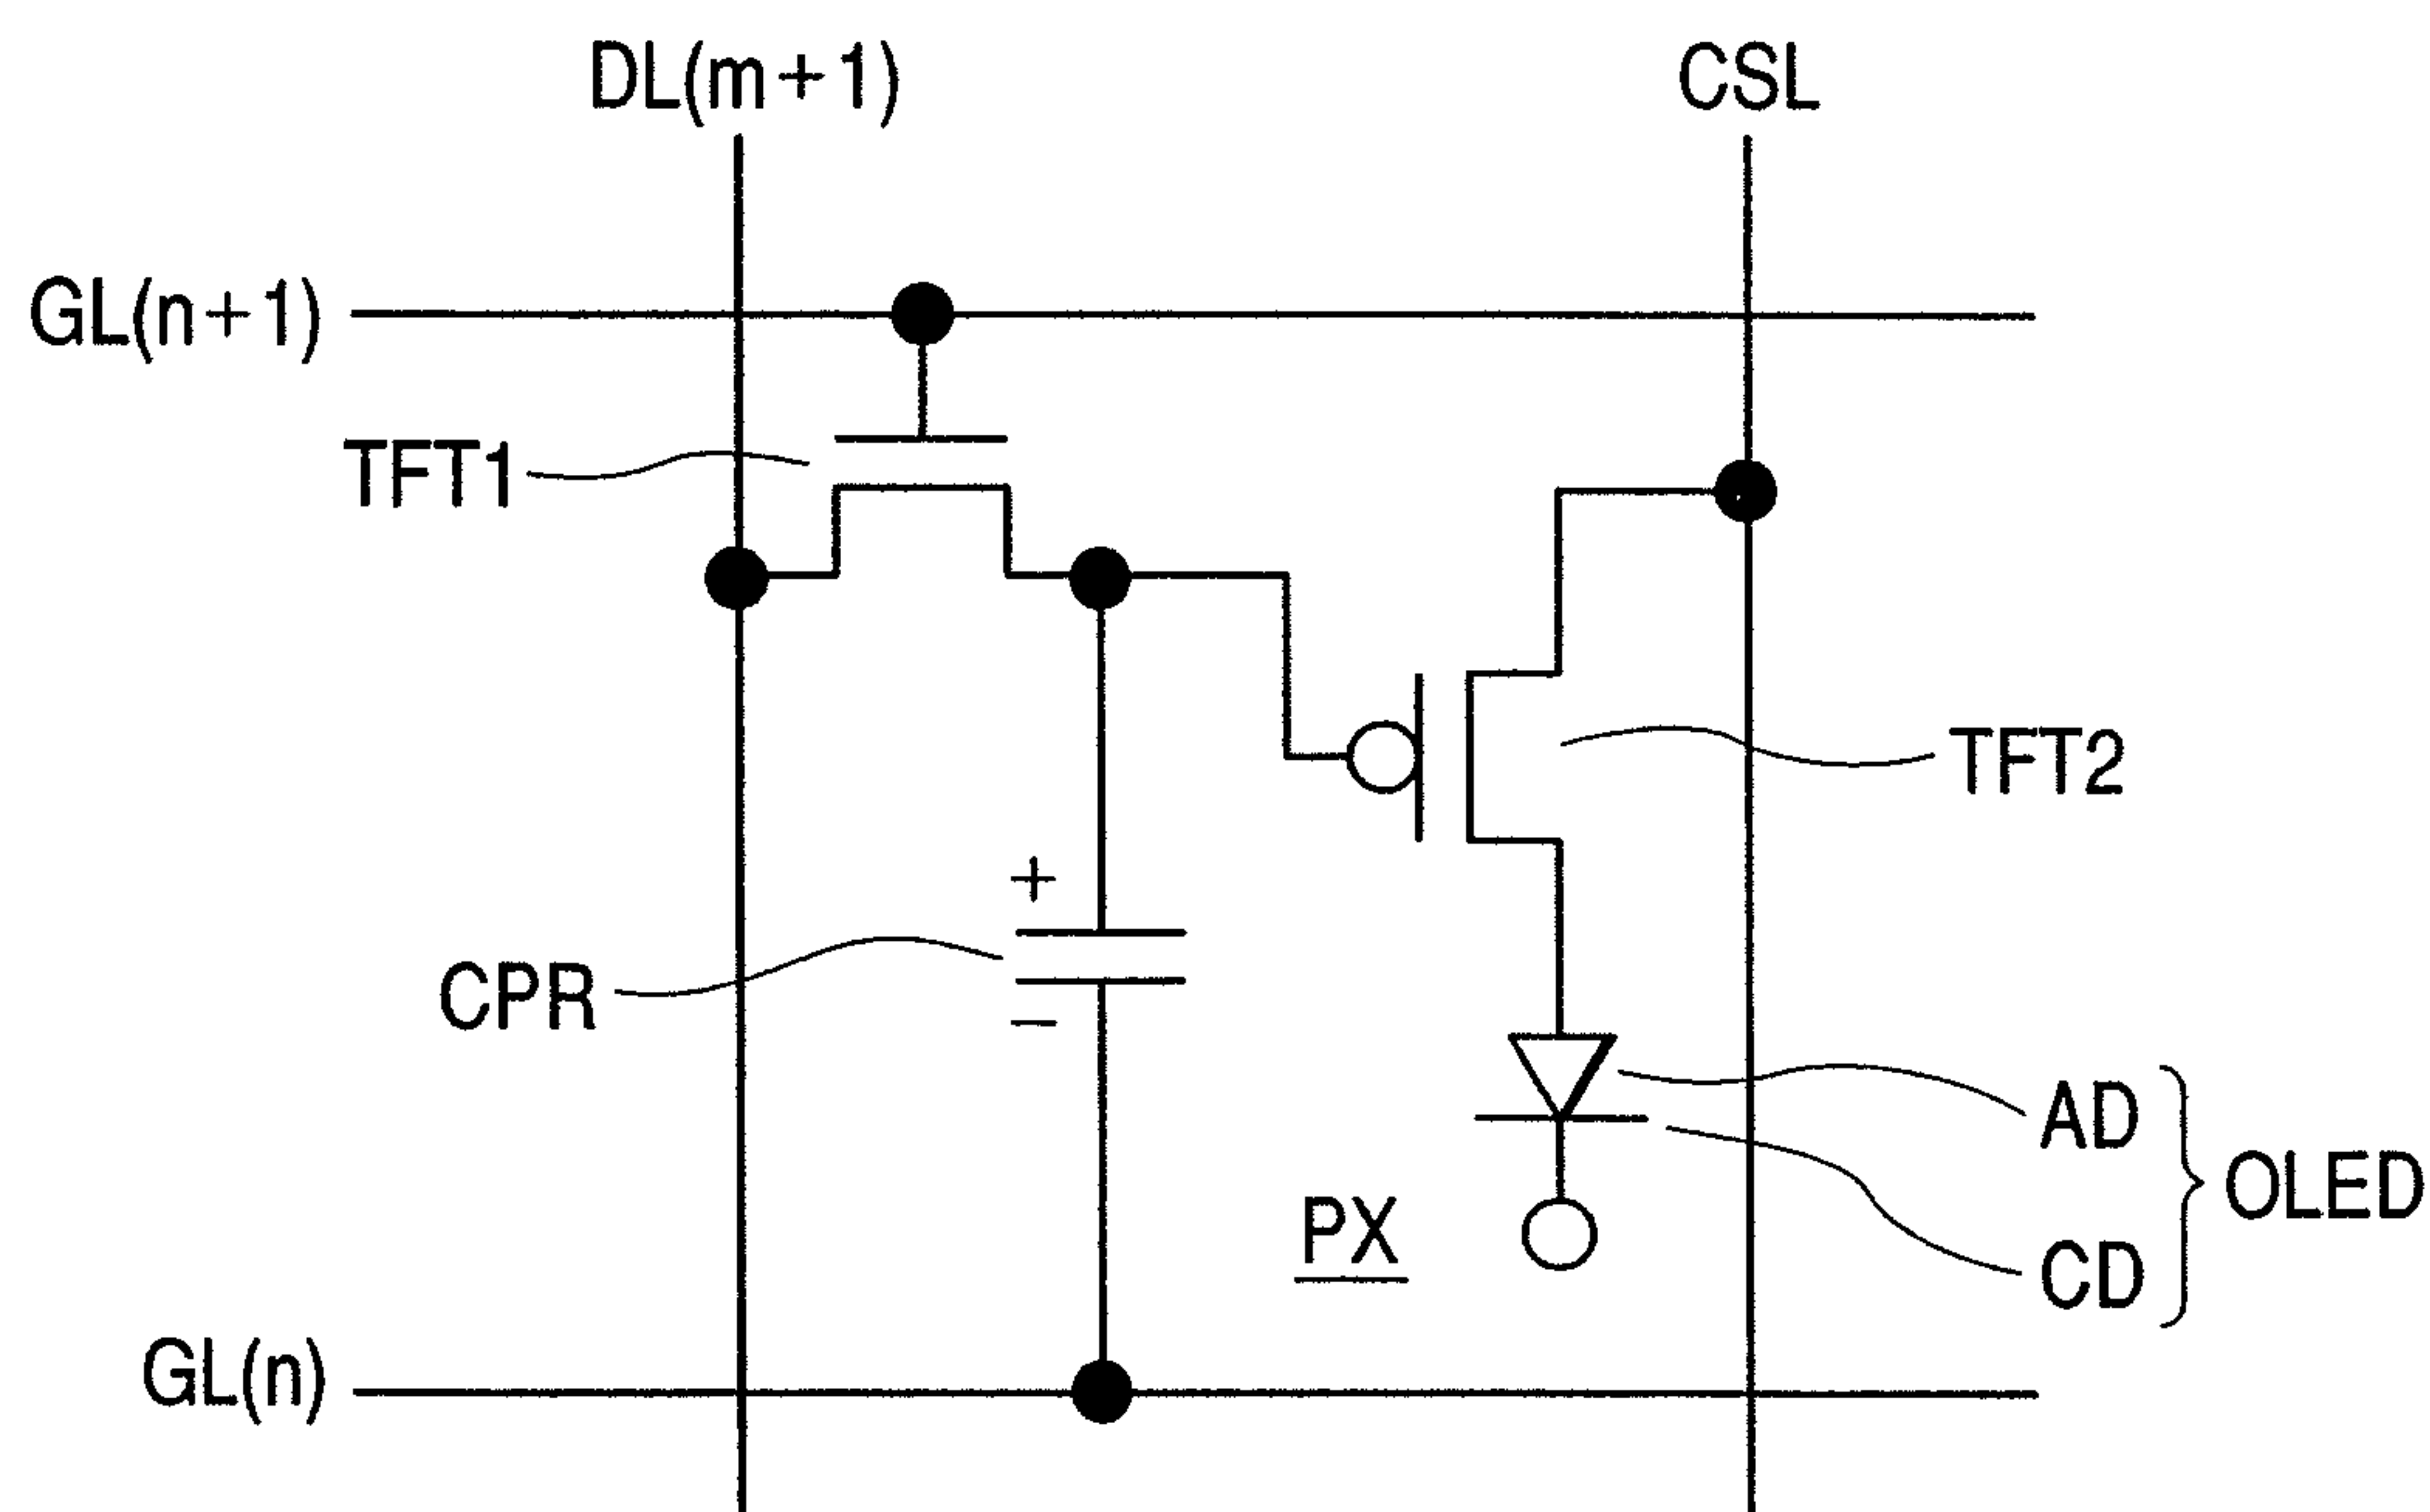 DL(m+1)
CSL
GL(n+1)
TFT1
TFT2
+
CPR
−
AD
OLED
PX
CD
GL(n)